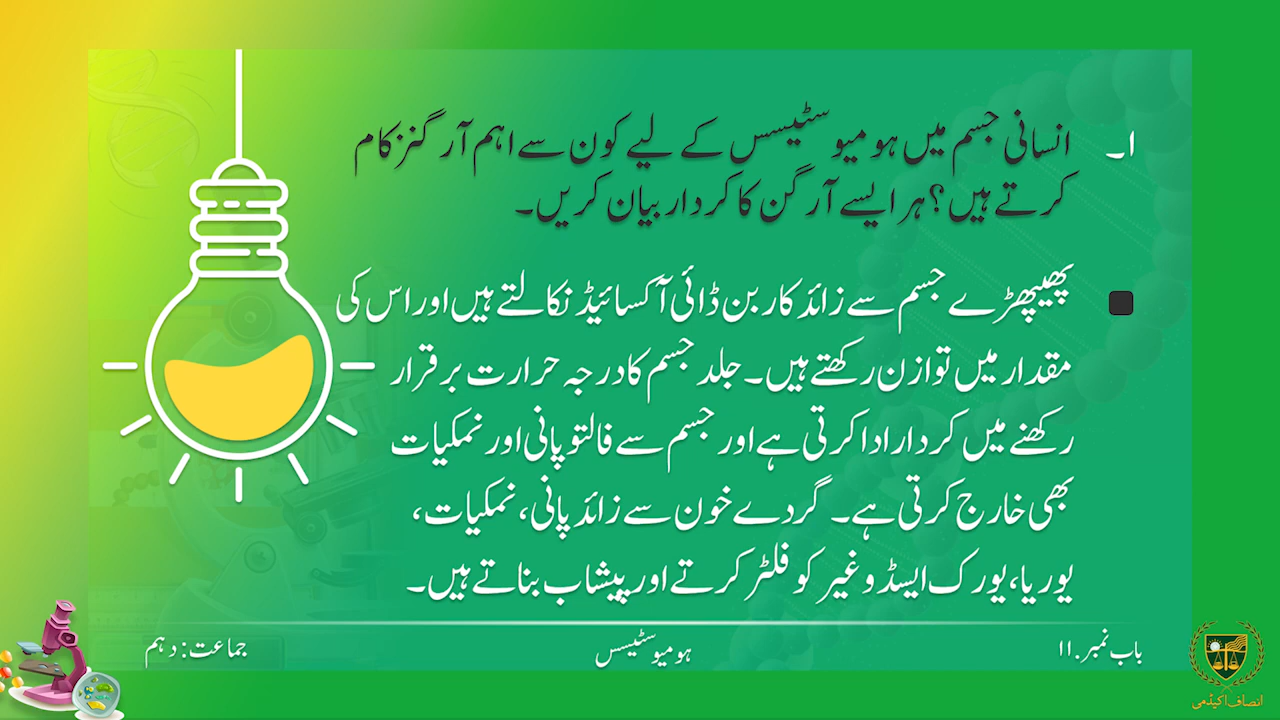 ۱۔ انسانی جسم میں ہومیوسٹیسس کے لیے کون سے اہم آرگنز کام
کرتے ہیں؟ ہر ایسے آرگن کا کردار بیان کریں۔
پھیپھڑے جسم سے زائد کاربن ڈائی آکسائیڈ نکالتے ہیں اور اس کی
مقدار میں توازن رکھتے ہیں۔ جلد جسم کا درجہ حرارت برقرار
رکھنے میں کردار ادا کرتی ہے اور جسم سے فالتو پانی اور نمکیات
بھی خارج کرتی ہے۔ گردے خون سے زائد پانی، نمکیات،
یوریا، یورک ایسڈ وغیر کو فلٹر کرتے اور پیشاب بناتے ہیں۔
باب نمبر.۱۱
ہومیوسٹیسس
جماعت: دہم
انصاف اکیڈمی